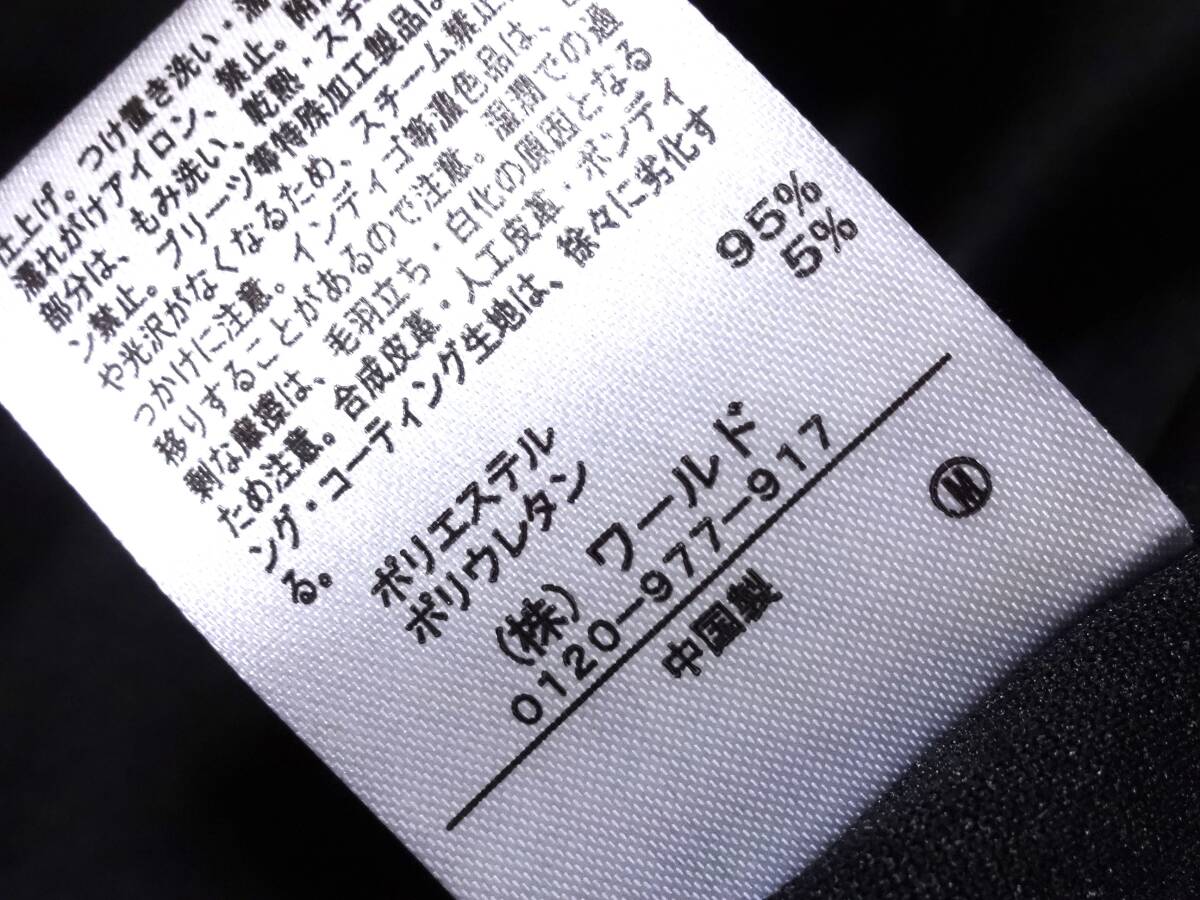 仕上げ。つけ置き洗い・濡
濡れがけアイロン、禁止。
部分は、もみ洗い、乾熱・スチ
ン禁止。プリーツ等特殊加工製品は
や光沢がなくなるため、スチーム禁止
っかけに注意。インディゴ等濃色品は、
移りすることがあるので注意。湿潤での過
剰な摩擦は、毛羽立ち・白化の原因となる
ため注意。合成皮革・人工皮革・ボンディ
ング・コーティング生地は、徐々に劣化す
る。
ポリエステル 95%
ポリウレタン 5%
(株)ワールド
0120-977-917
中国製 M